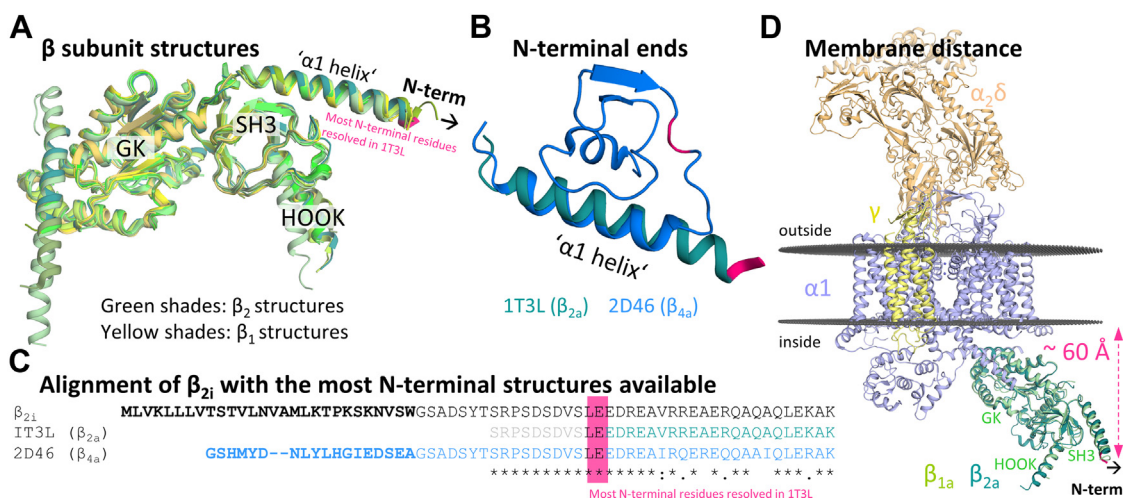 A
β subunit structures
'α1 helix'
N-term
Most N-terminal residues
resolved in 1T3L
GK
SH3
HOOK
Green shades: β2 structures
Yellow shades: β1 structures
B
N-terminal ends
'α1 helix'
1T3L (β2a) 2D46 (β4a)
C
Alignment of β2i with the most N-terminal structures available
β2i MLVKLLLVTSTVLNVAMLKTPKSKNVSWGSADSYTSRPSDSDVSLEEDREAVRREAERQAQAQLEKAK
IT3L (β2a) SRPSDSDVSLEEDREAVRREAERQAQAQLEKAK
2D46 (β4a) GSHMYD--NLYLHGIEDSEAGSADSYTSRPSDSDVSLEEDREAIRQEREQQAAIQLERAK
****************:*.* *.:** ***.**
Most N-terminal residues resolved in 1T3L
D
Membrane distance
α2δ
γ
outside
α1
inside
~ 60 Å
GK
HOOK
SH3
β1a β2a
N-term